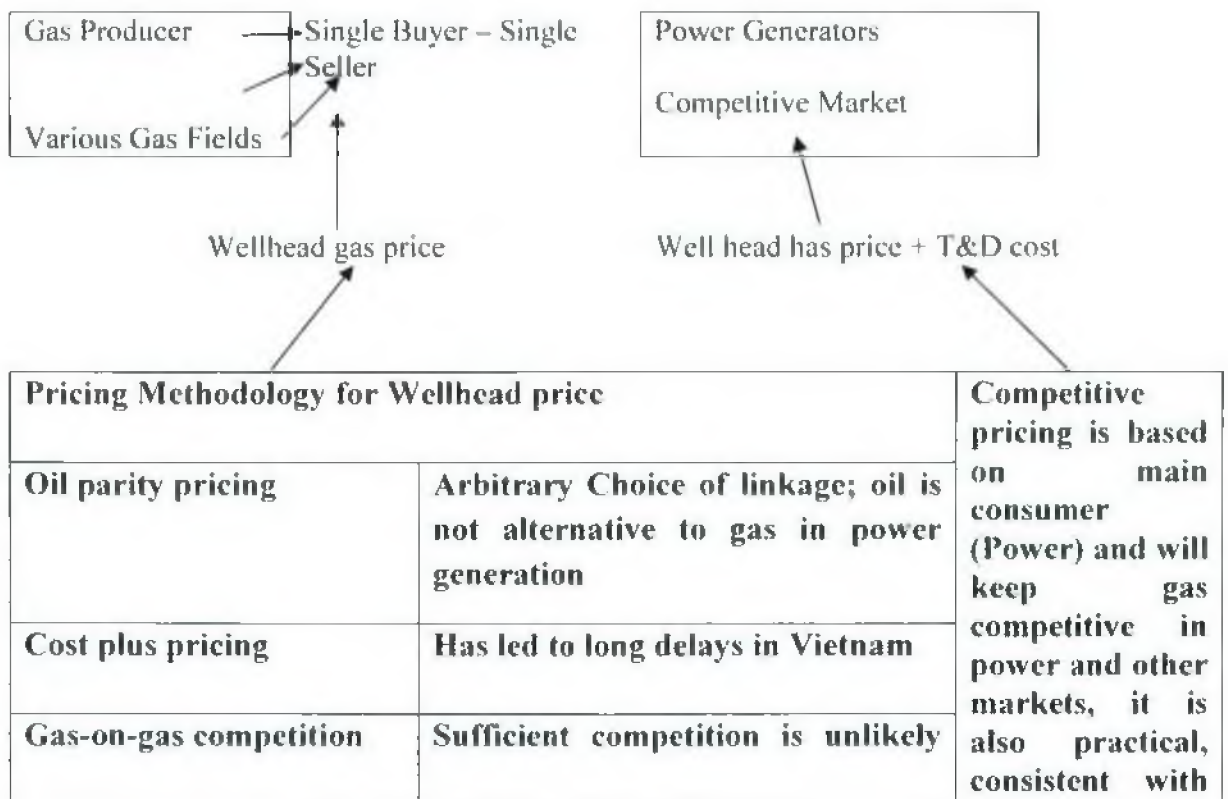 Gas Producer
Single Buyer – Single
Seller
Various Gas Fields
Power Generators
Competitive Market
Wellhead gas price
Well head has price + T&D cost
Pricing Methodology for Wellhead price
Oil parity pricing
Arbitrary Choice of linkage; oil is
not alternative to gas in power
generation
Cost plus pricing
Has led to long delays in Vietnam
Gas-on-gas competition
Sufficient competition is unlikely
Competitive
pricing is based
on main
consumer
(Power) and will
keep gas
competitive in
power and other
markets, it is
also practical,
consistent with